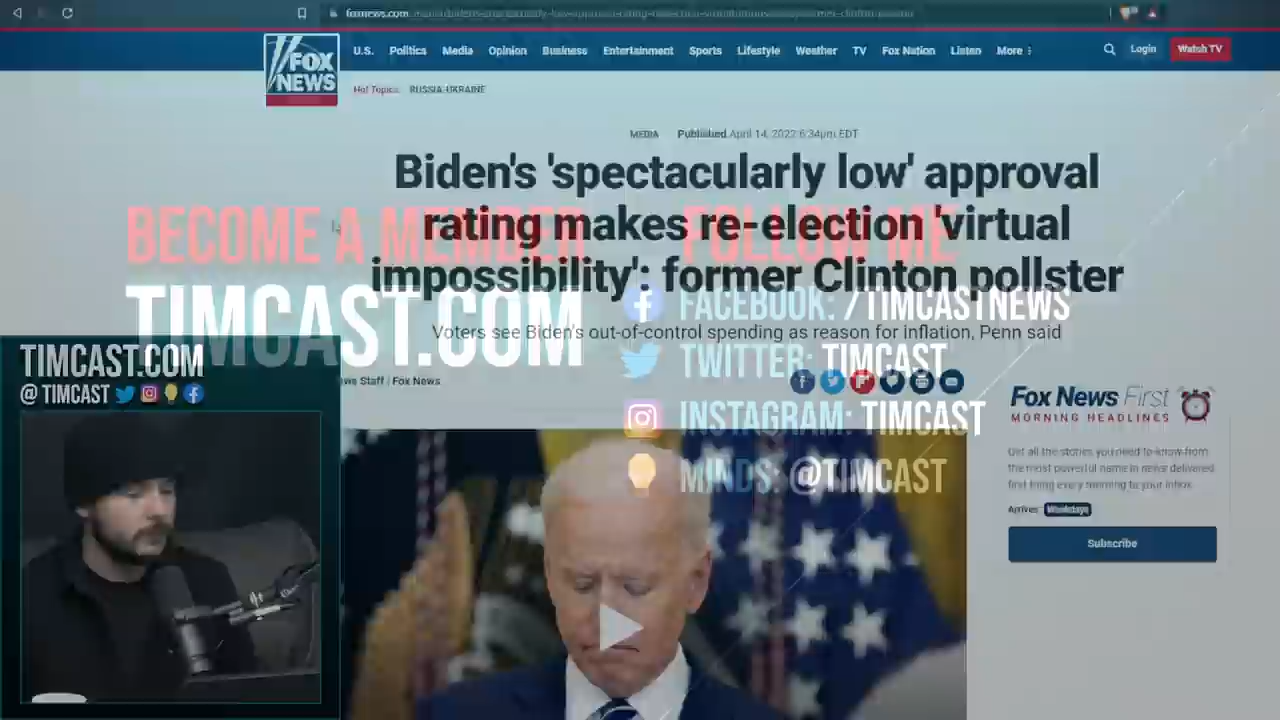 foxnews.com
FOX
NEWS
U.S. Politics Media Opinion Business Entertainment Sports Lifestyle Weather TV Fox Nation Listen More
Login
Watch TV
Hot Topics RUSSIA-UKRAINE
MEDIA Published April 14, 2022 6:34pm EDT
Biden's 'spectacularly low' approval
rating makes re-election 'virtual
impossibility': former Clinton pollster
Voters see Biden's out-of-control spending as reason for inflation, Penn said
Staff | Fox News
BECOME A MEMBER
TIMCAST.COM
FOLLOW ME
FACEBOOK: /TIMCASTNEWS
TWITTER: TIMCAST
INSTAGRAM: TIMCAST
MINDS: @TIMCAST
TIMCAST.COM
@TIMCAST
Fox News First
MORNING HEADLINES
Get all the stories you need-to-know from
the most powerful name in news delivered
first thing every morning to your inbox
Arrives Weekdays
Subscribe